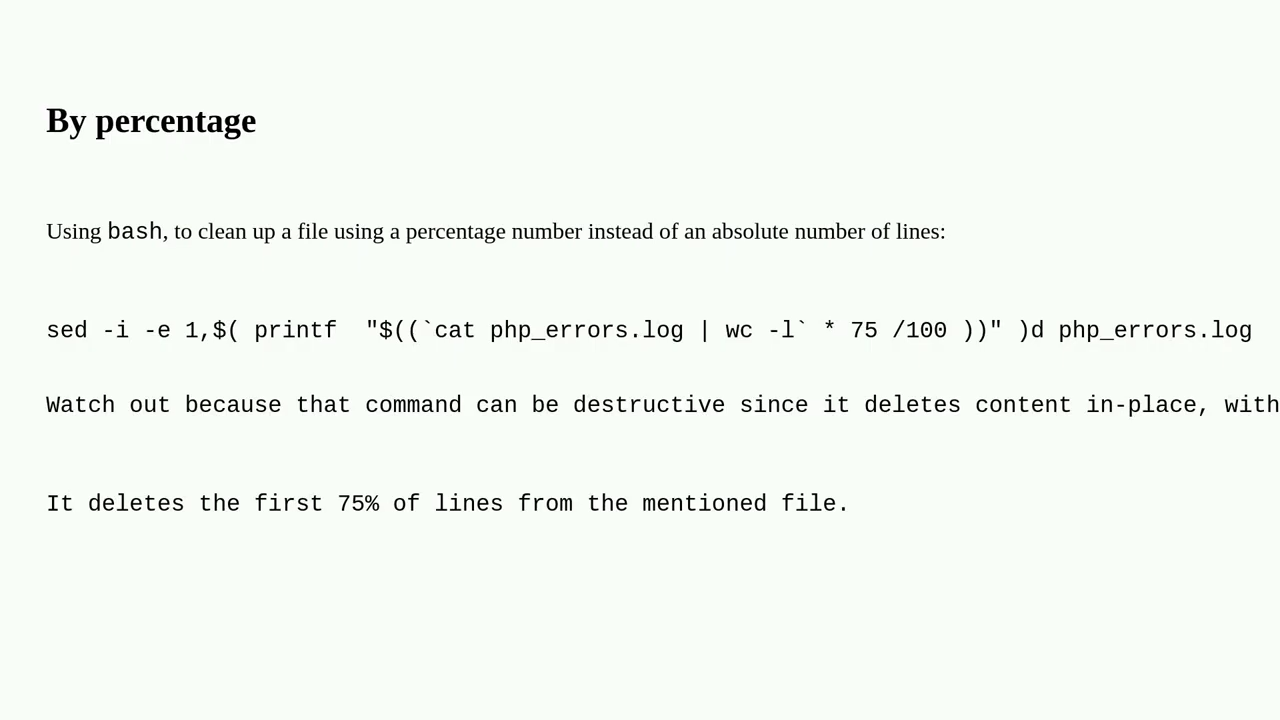 By percentage
Using bash, to clean up a file using a percentage number instead of an absolute number of lines:
sed -i -e 1,$( printf  "$((`cat php_errors.log | wc -l` * 75 /100 ))" )d php_errors.log
Watch out because that command can be destructive since it deletes content in-place, with
It deletes the first 75% of lines from the mentioned file.